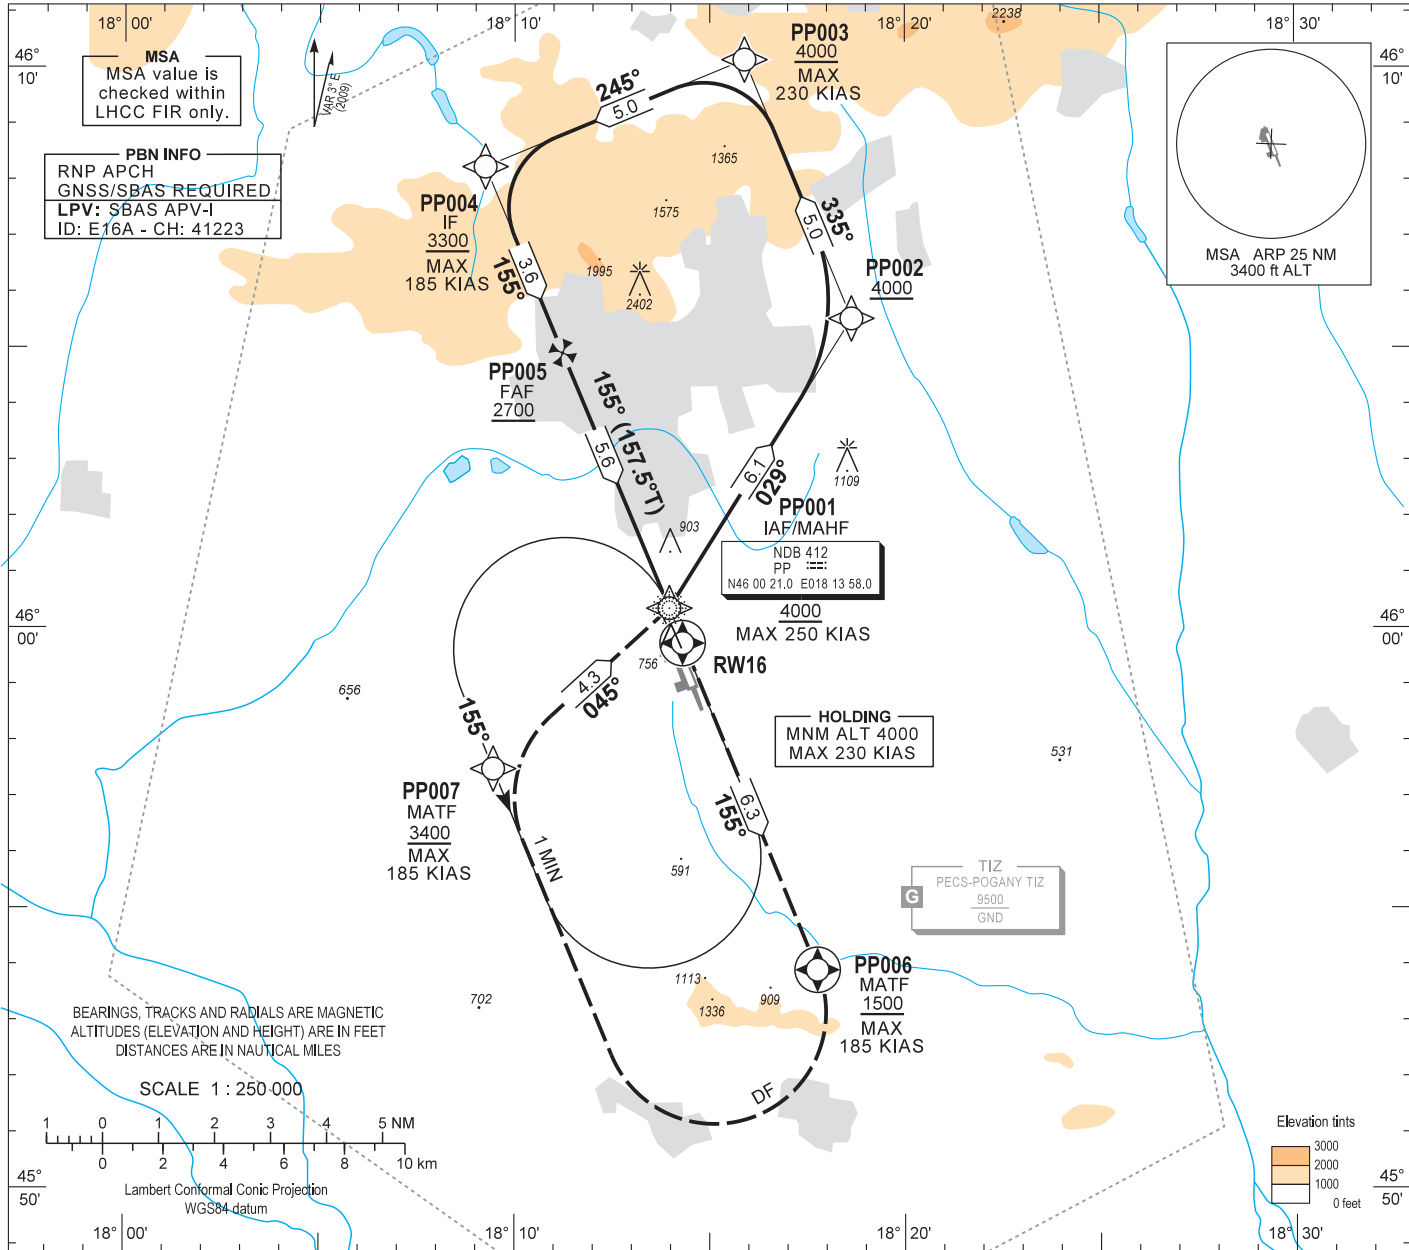 18° 00'
18° 10'
18° 20'
18° 30'
46°
10'
46°
10'
MSA
MSA value is
checked within
LHCC FIR only.
VAR 3° E
(2009)
PBN INFO
RNP APCH
GNSS/SBAS REQUIRED
LPV: SBAS APV-I
ID: E16A - CH: 41223
2238
PP003
4000
MAX
230 KIAS
245°
5.0
MSA ARP 25 NM
3400 ft ALT
1365
1575
PP004
IF
3300
MAX
185 KIAS
335°
5.0
3.6
155°
1995
2402
PP002
4000
PP005
FAF
2700
155° (157.5°T)
5.6
6.1
029°
1109
903
PP001
IAF/MAHF
NDB 412
PP
N46 00 21.0 E018 13 58.0
4000
MAX 250 KIAS
46°
00'
46°
00'
RW16
756
4.3
045°
656
155°
HOLDING
MNM ALT 4000
MAX 230 KIAS
531
PP007
MATF
3400
MAX
185 KIAS
6.3
155°
1 MIN
591
TIZ
PECS-POGANY TIZ
9500
GND
G
PP006
MATF
1500
MAX
185 KIAS
1113
1336
909
702
BEARINGS, TRACKS AND RADIALS ARE MAGNETIC
ALTITUDES (ELEVATION AND HEIGHT) ARE IN FEET
DISTANCES ARE IN NAUTICAL MILES
SCALE 1 : 250 000
1 0 1 2 3 4 5 NM
0 2 4 6 8 10 km
Lambert Conformal Conic Projection
WGS84 datum
DF
Elevation tints
3000
2000
1000
0 feet
45°
50'
45°
50'
18° 00'
18° 10'
18° 20'
18° 30'